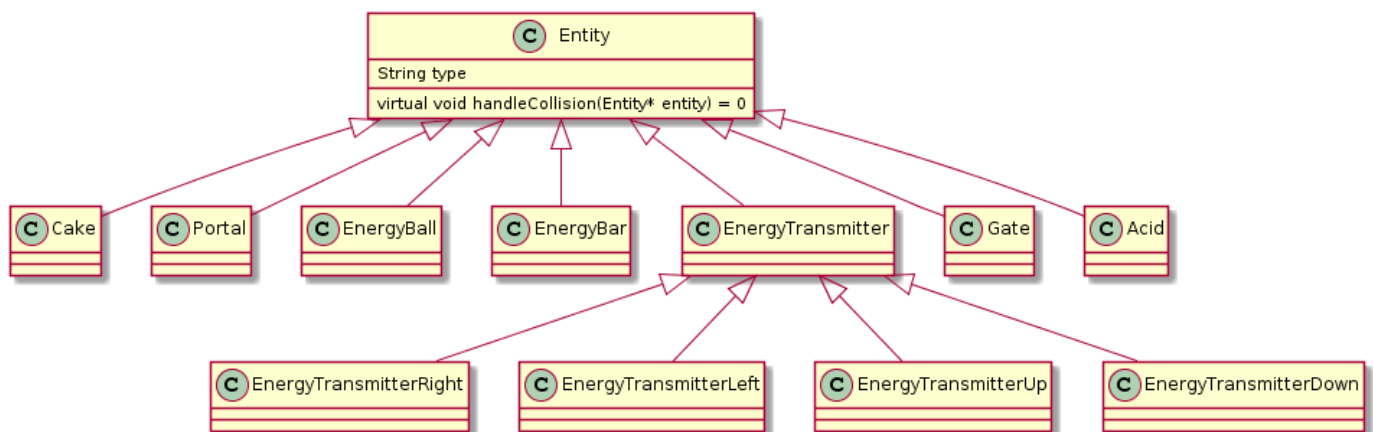 C Entity
String type
virtual void handleCollision(Entity* entity) = 0
C Cake
C Portal
C EnergyBall
C EnergyBar
C EnergyTransmitter
C Gate
C Acid
C EnergyTransmitterRight
C EnergyTransmitterLeft
C EnergyTransmitterUp
C EnergyTransmitterDown